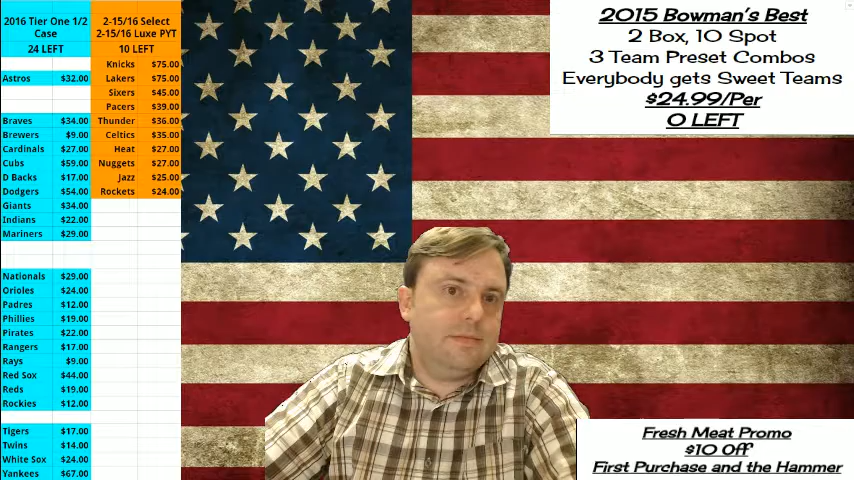 2016 Tier One 1/2
Case
24 LEFT
Astros $32.00
Braves $34.00
Brewers $9.00
Cardinals $27.00
Cubs $59.00
D Backs $17.00
Dodgers $54.00
Giants $34.00
Indians $22.00
Mariners $29.00
Nationals $29.00
Orioles $24.00
Padres $12.00
Phillies $19.00
Pirates $22.00
Rangers $17.00
Rays $9.00
Red Sox $44.00
Reds $19.00
Rockies $12.00
Tigers $17.00
Twins $14.00
White Sox $24.00
Yankees $67.00
2-15/16 Select
2-15/16 Luxe PYT
10 LEFT
Knicks $75.00
Lakers $75.00
Sixers $45.00
Pacers $39.00
Thunder $36.00
Celtics $35.00
Heat $27.00
Nuggets $27.00
Jazz $25.00
Rockets $24.00
2015 Bowman's Best
2 Box, 10 Spot
3 Team Preset Combos
Everybody gets Sweet Teams
$24.99/Per
0 LEFT
Fresh Meat Promo
$10 Off
First Purchase and the Hammer